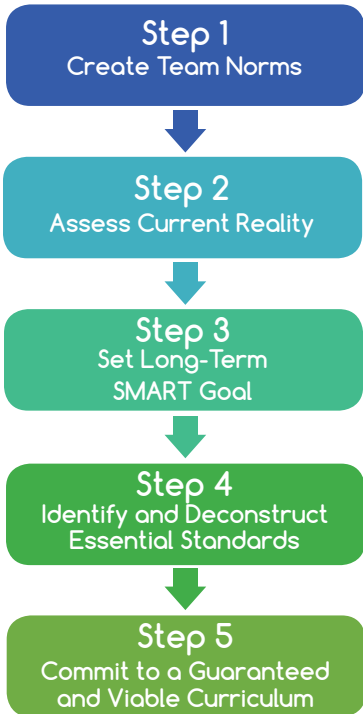 Step 1
Create Team Norms
Step 2
Assess Current Reality
Step 3
Set Long-Term
SMART Goal
Step 4
Identify and Deconstruct
Essential Standards
Step 5
Commit to a Guaranteed
and Viable Curriculum